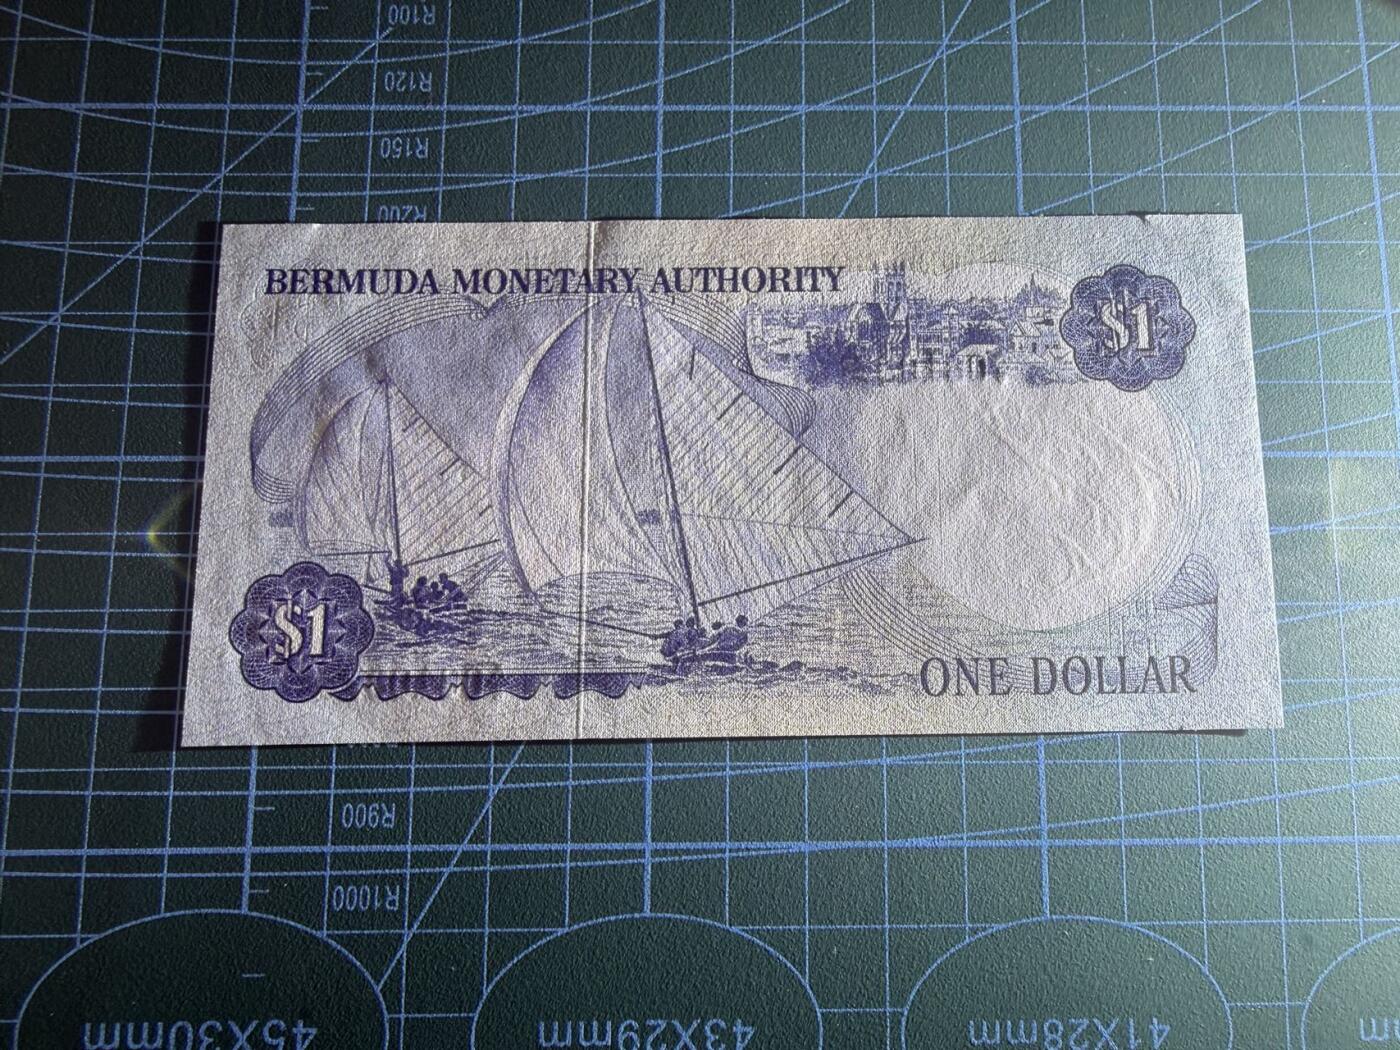 R100
R120
R150
R200
BERMUDA MONETARY AUTHORITY
$1
$1
ONE DOLLAR
R900
R1000
45X30mm
43X29mm
41X28mm